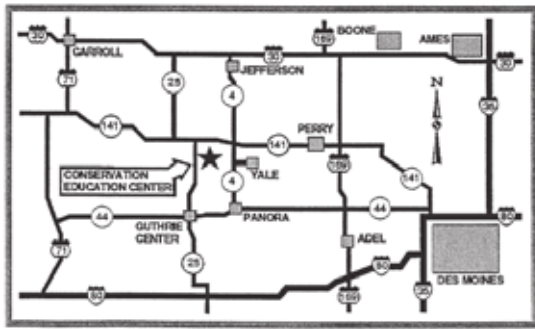 169
BOONE
AMES
30
CARROLL
30
30
JEFFERSON
71
25
4
N
35
141
PERRY
141
CONSERVATION
EDUCATION CENTER
YALE
169
141
4
44
GUTHRIE
CENTER
PANORA
44
80
71
25
ADEL
80
DES MOINES
80
169
35